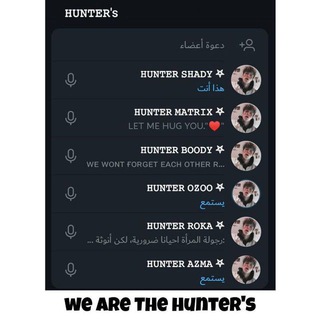 HUNTER's
دعوة أعضاء
HUNTER SHADY
هذا أنت
HUNTER MATRIX
LET ME HUG YOU."❤️"
HUNTER BOODY
WE WONT FORGET EACH OTHER R...
HUNTER OZOO
يستمع
HUNTER ROKA
رجولة المرأة احيانا ضرورية، لكن أنوثة ...
HUNTER AZMA
يستمع
WE ARE THE HUNTER'S